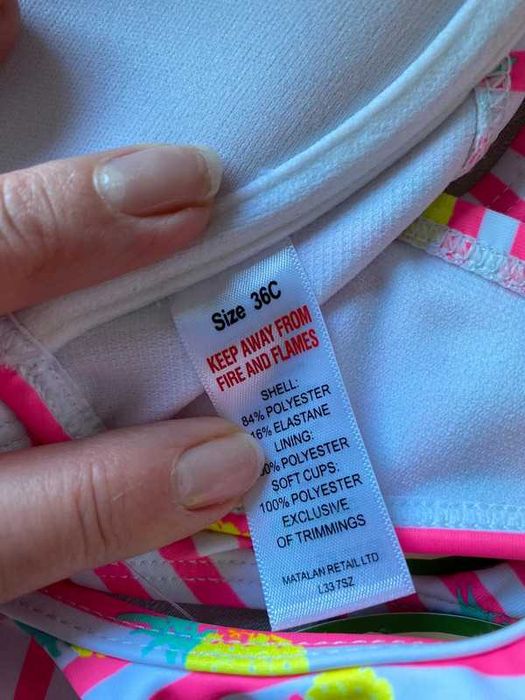 Size 36C
KEEP AWAY FROM
FIRE AND FLAMES
SHELL:
84% POLYESTER
16% ELASTANE
LINING:
POLYESTER
SOFT CUPS:
100% POLYESTER
EXCLUSIVE
OF TRIMMINGS
MATALAN RETAIL LTD
L33 7SZ